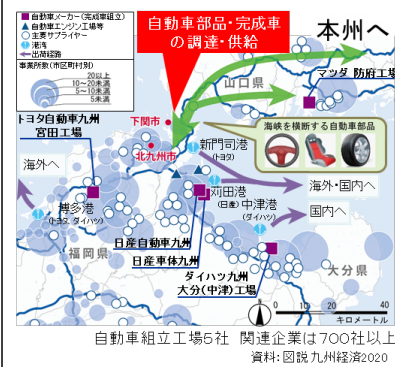 自動車メーカー(完成車組立)
自動車エンジン工場等
主要サプライヤー
港湾
出荷経路
事業所数(市区町村別)
20以上
10~20未満
5~10未満
5未満
自動車部品・完成車
の調達・供給
本州へ
山口県
マツダ 防府工場
下関市
北九州市
トヨタ自動車九州
宮田工場
新門司港
(トヨタ)
海峡を横断する自動車部品
海外へ
海外・国内へ
苅田港
(日産)
中津港
(ダイハツ)
国内へ
博多港
(トヨタ, ダイハツ)
日産自動車九州
日産車体九州
福岡県
ダイハツ九州
大分(中津)工場
大分県
0 10 20 40
キロメートル
自動車組立工場5社 関連企業は700社以上
資料:図説九州経済2020